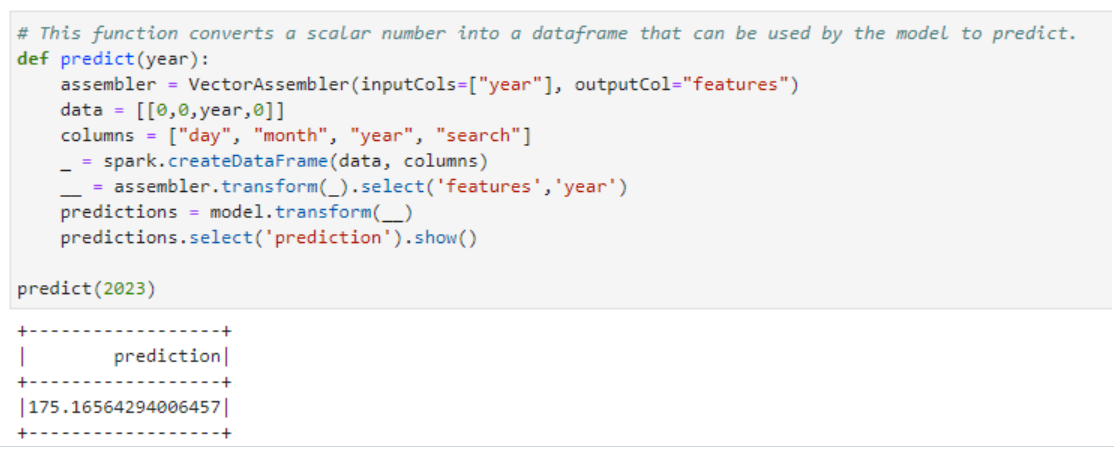 # This function converts a scalar number into a dataframe that can be used by the model to predict.
def predict(year):
    assembler = VectorAssembler(inputCols=["year"], outputCol="features")
    data = [[0,0,year,0]]
    columns = ["day", "month", "year", "search"]
    _ = spark.createDataFrame(data, columns)
    __ = assembler.transform(_).select('features','year')
    predictions = model.transform(__)
    predictions.select('prediction').show()

predict(2023)
+------------------+
|        prediction|
+------------------+
|175.16564294006457|
+------------------+